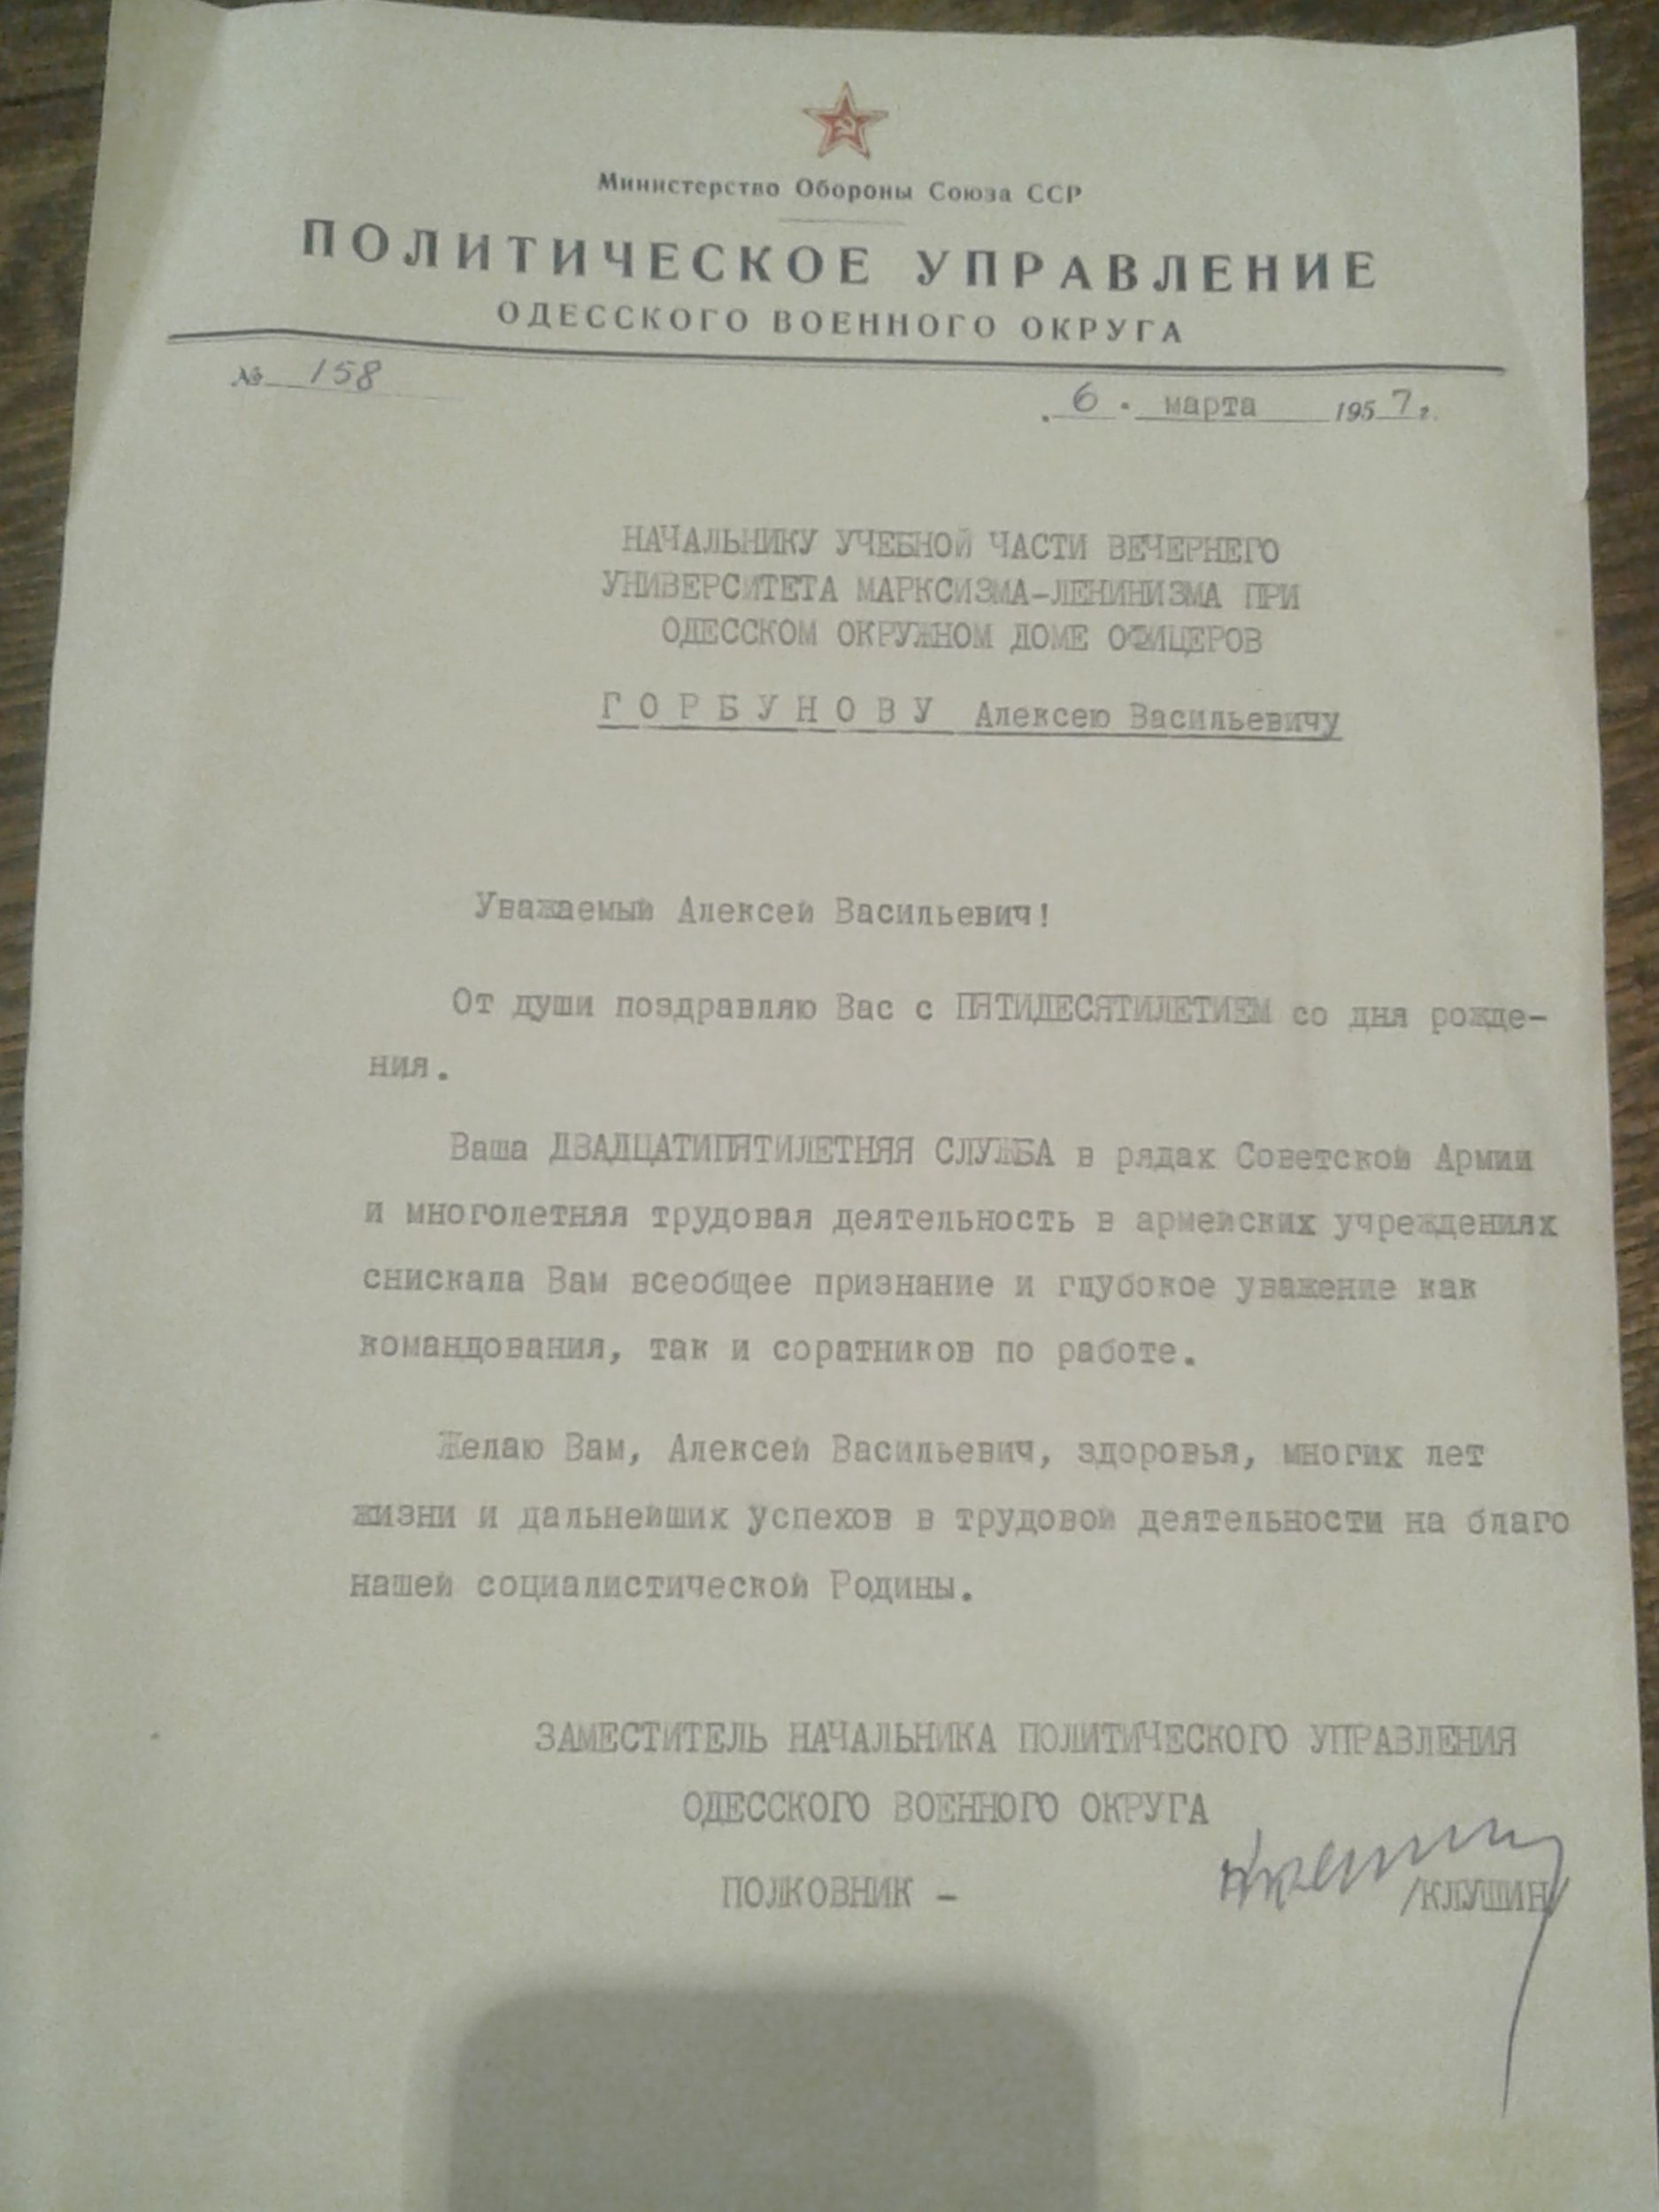 Министерство Обороны Союза ССР
ПОЛИТИЧЕСКОЕ УПРАВЛЕНИЕ
ОДЕССКОГО ВОЕННОГО ОКРУГА
№ 158
„ 6 " марта 1957 г.
НАЧАЛЬНИКУ УЧЕБНОЙ ЧАСТИ ВЕЧЕРНЕГО
УНИВЕРСИТЕТА МАРКСИЗМА-ЛЕНИНИЗМА ПРИ
ОДЕССКОМ ОКРУЖНОМ ДОМЕ ОФИЦЕРОВ
Г О Р Б У Н О В У Алексею Васильевичу
Уважаемый Алексей Васильевич!
От души поздравляю Вас с ПЯТИДЕСЯТИЛЕТИЕМ со дня рожде-
ния.
Ваша ДВАДЦАТИПЯТИЛЕТНЯЯ СЛУЖБА в рядах Советской Армии
и многолетняя трудовая деятельность в армейских учреждениях
снискала Вам всеобщее признание и глубокое уважение как
командования, так и соратников по работе.
Желаю Вам, Алексей Васильевич, здоровья, многих лет
жизни и дальнейших успехов в трудовой деятельности на благо
нашей социалистической Родины.
ЗАМЕСТИТЕЛЬ НАЧАЛЬНИКА ПОЛИТИЧЕСКОГО УПРАВЛЕНИЯ
ОДЕССКОГО ВОЕННОГО ОКРУГА
ПОЛКОВНИК - /КЛУШИН/